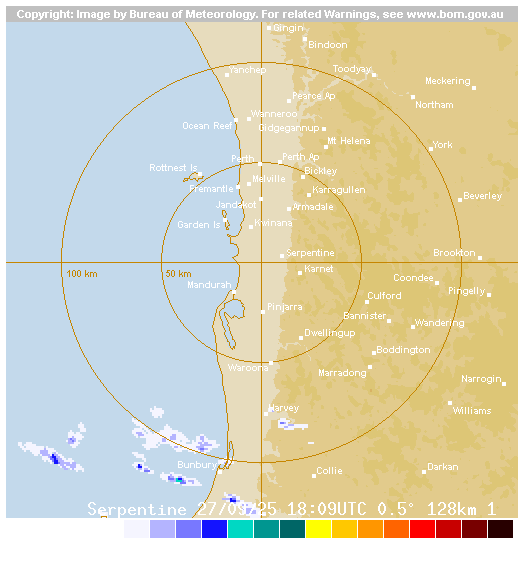 Copyright: Image by Bureau of Meteorology. For related Warnings, see www.bom.gov.au
Gingin
Bindoon
Yanchep
Toodyay
Meckering
Pearce Ap
Northam
Wanneroo
Ocean Reef
Gidgegannup
Mt Helena
York
Perth
Perth Ap
Rottnest Is
Bickley
Melville
Fremantle
Karragullen
Beverley
Jandakot
Armadale
Garden Is
Kwinana
Serpentine
Brookton
100 km
50 km
Karnet
Coondee
Mandurah
Pingelly
Culford
Pinjarra
Bannister
Wandering
Dwellingup
Boddington
Waroona
Marradong
Narrogin
Harvey
Williams
Bunbury
Collie
Darkan
Serpentine 27/09/25 18:09UTC 0.5° 128km 1